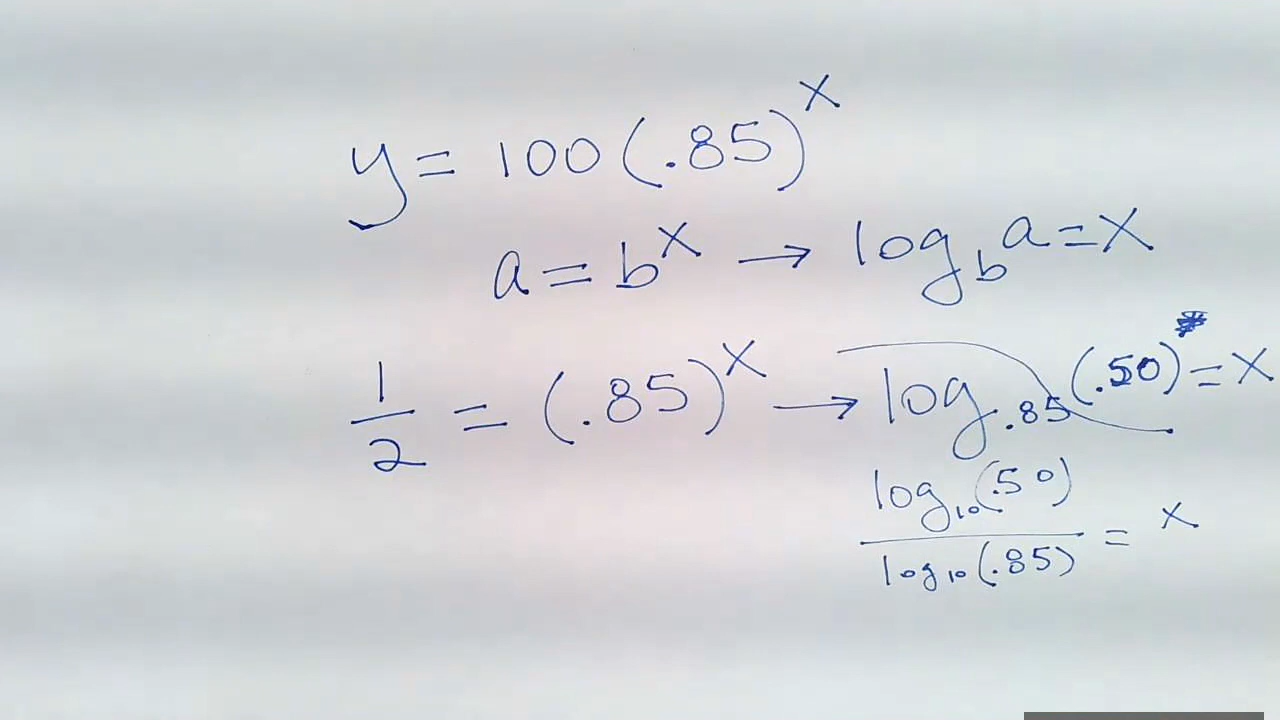 y = 100 (.85)^x
a = b^x → log_b a = x
1/2 = (.85)^x → log_.85 (.50) = x
log_10 (.50) / log_10 (.85) = x